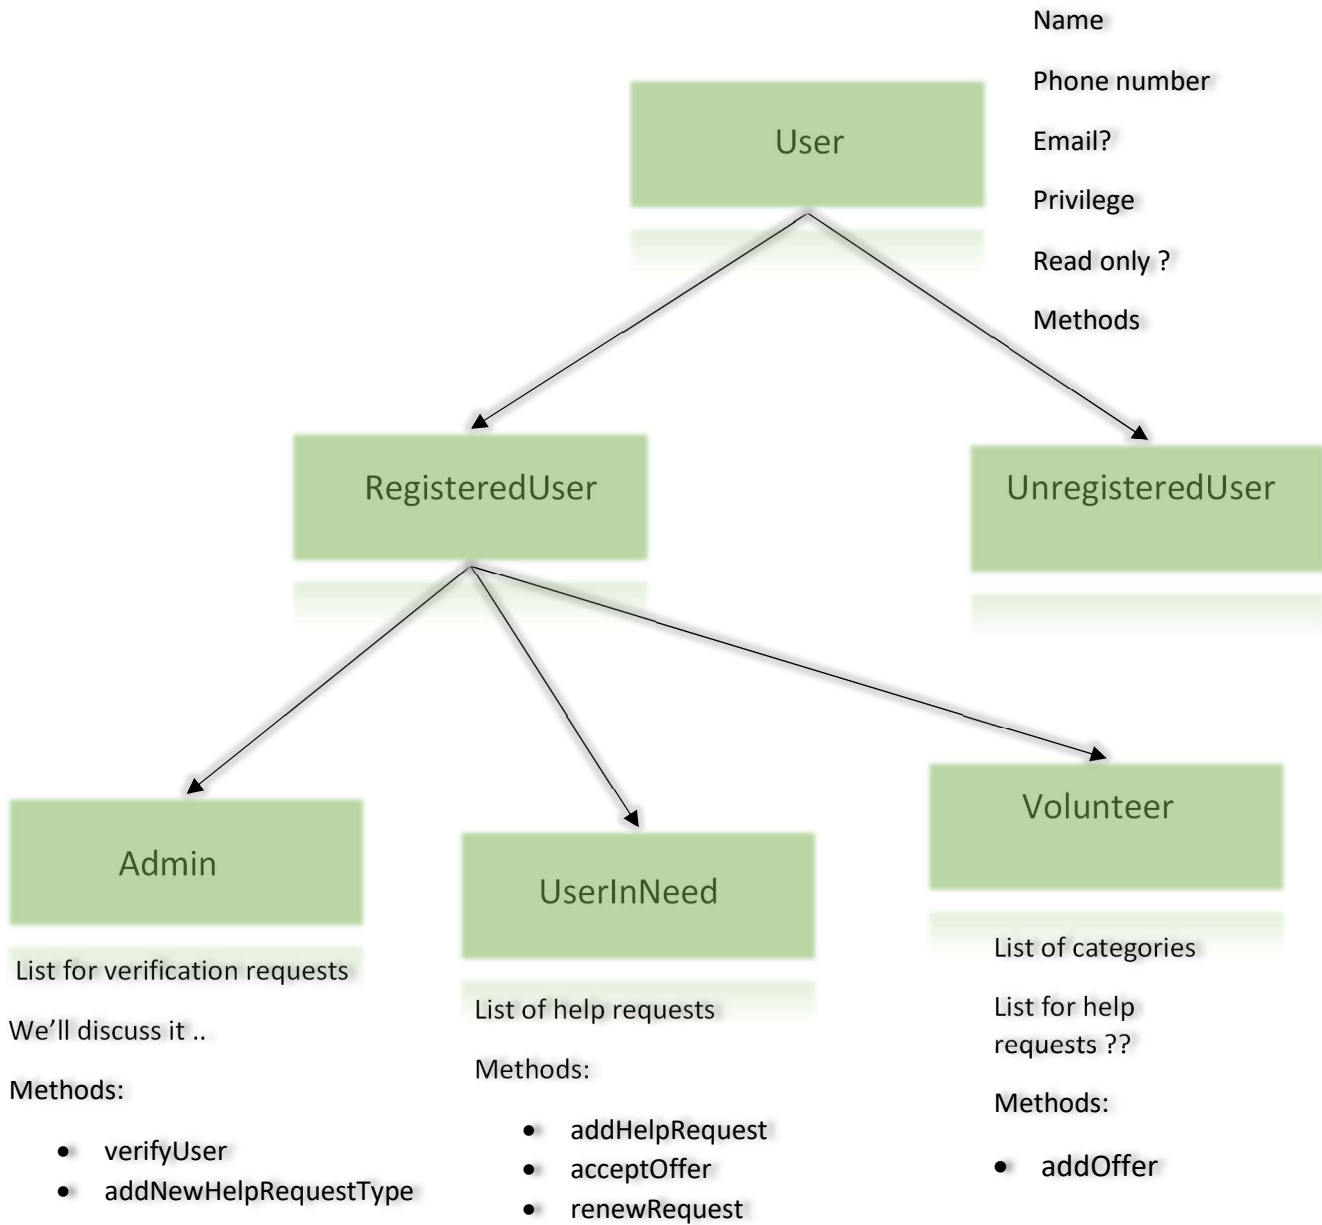 Name
Phone number
Email?
Privilege
Read only ?
Methods
User
RegisteredUser
UnregisteredUser
Admin
List for verification requests
We’ll discuss it ..
Methods:
• verifyUser
• addNewHelpRequestType
UserInNeed
List of help requests
Methods:
• addHelpRequest
• acceptOffer
• renewRequest
Volunteer
List of categories
List for help
requests ??
Methods:
• addOffer